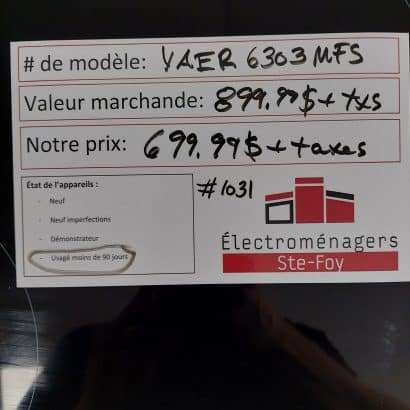 # de modèle: YAER 6303 MFS
Valeur marchande: 899.99$ + txs
Notre prix: 699.99$ + taxes
État de l'appareils :
- Neuf
- Neuf imperfections
- Démonstrateur
- Usagé moins de 90 jours
#1031
Électroménagers
Ste-Foy